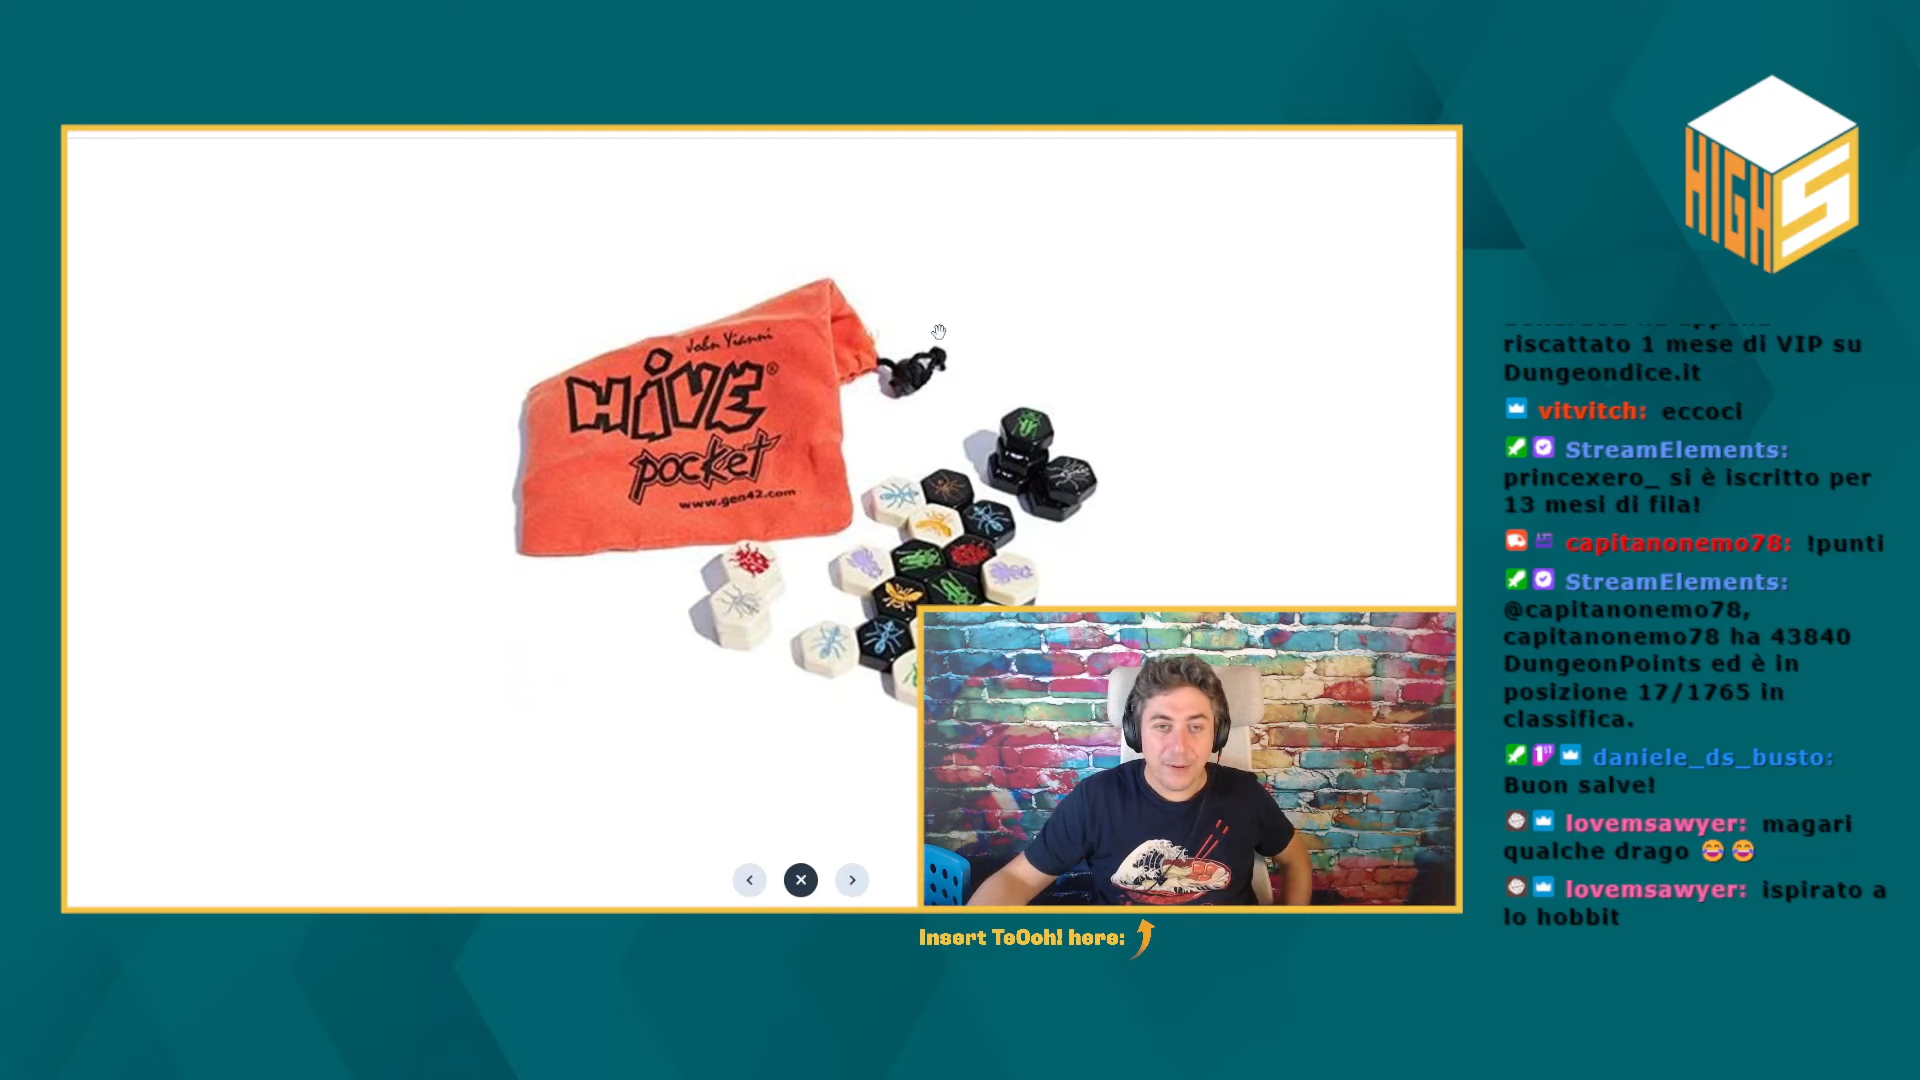 HIGH 5
John Yianni
HIVE®
pocket
www.gen42.com
riscattato 1 mese di VIP su
Dungeondice.it
vitvitch: eccoci
StreamElements:
princexero_ si è iscritto per
13 mesi di fila!
capitanonemo78: !punti
StreamElements:
@capitanonemo78,
capitanonemo78 ha 43840
DungeonPoints ed è in
posizione 17/1765 in
classifica.
daniele_ds_busto:
Buon salve!
lovemsawyer: magari
qualche drago 😂 😂
lovemsawyer: ispirato a
lo hobbit
Insert TeOoh! here: